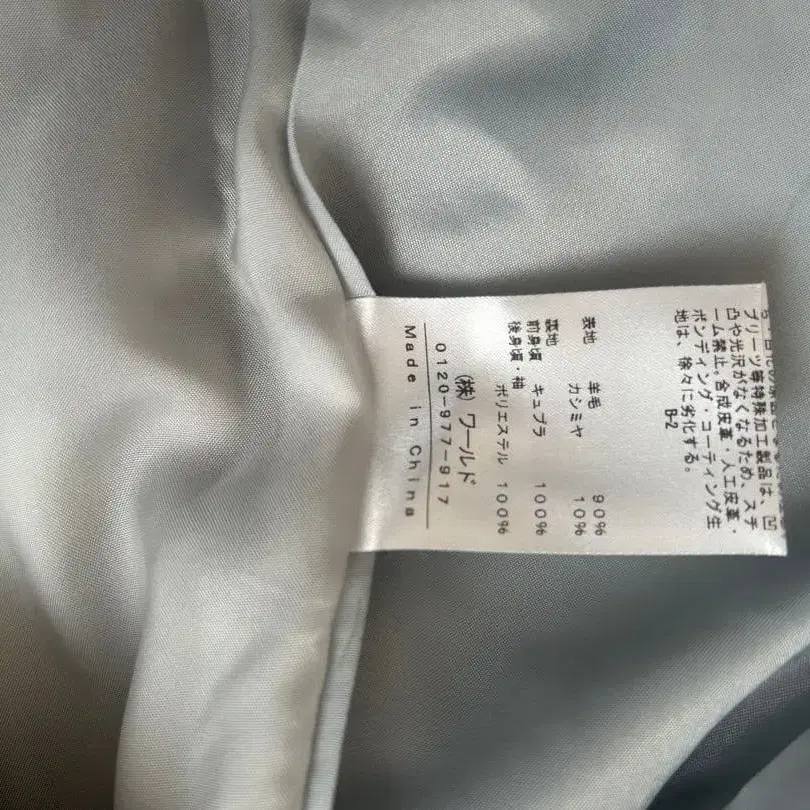 プリーツ等特殊加工製品は、凹
凸や光沢がなくなるため、スチ
ーム禁止。合成皮革・人工皮革・
ボンディング・コーティング生
地は、徐々に劣化する。
B-2
表地 羊毛 90%
カシミヤ 10%
裏地
前身頃 キュプラ 100%
後身頃・袖
ポリエステル 100%
(株) ワールド
0120-977-917
Made in China